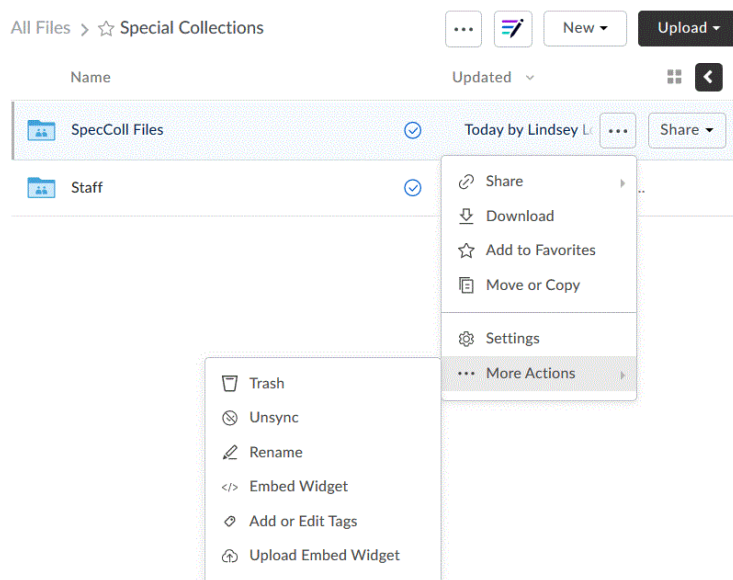 All Files > Special Collections
... New Upload
Name Updated
SpecColl Files Today by Lindsey ... Share
Staff ..
Share
Download
Add to Favorites
Move or Copy
Settings
... More Actions
Trash
Unsync
Rename
</> Embed Widget
Add or Edit Tags
Upload Embed Widget